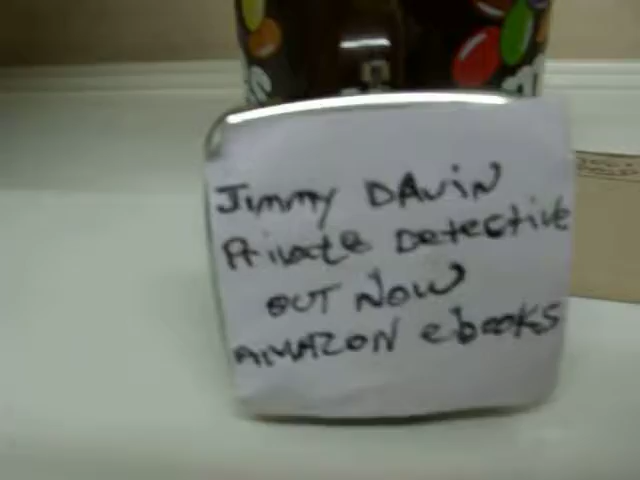 Jimmy DAviN
Private Detective
OUT NOW
AMAZON ebooks